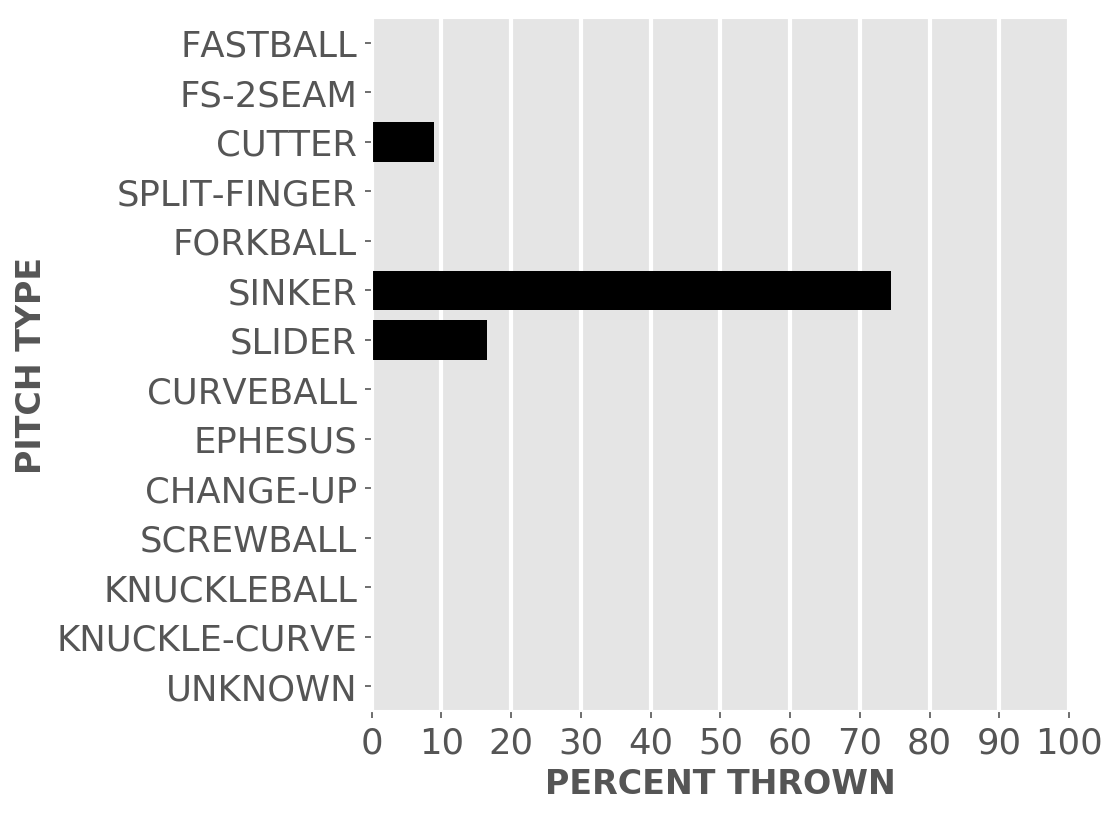 PITCH TYPE
FASTBALL
FS-2SEAM
CUTTER
SPLIT-FINGER
FORKBALL
SINKER
SLIDER
CURVEBALL
EPHESUS
CHANGE-UP
SCREWBALL
KNUCKLEBALL
KNUCKLE-CURVE
UNKNOWN
0 10 20 30 40 50 60 70 80 90 100
PERCENT THROWN